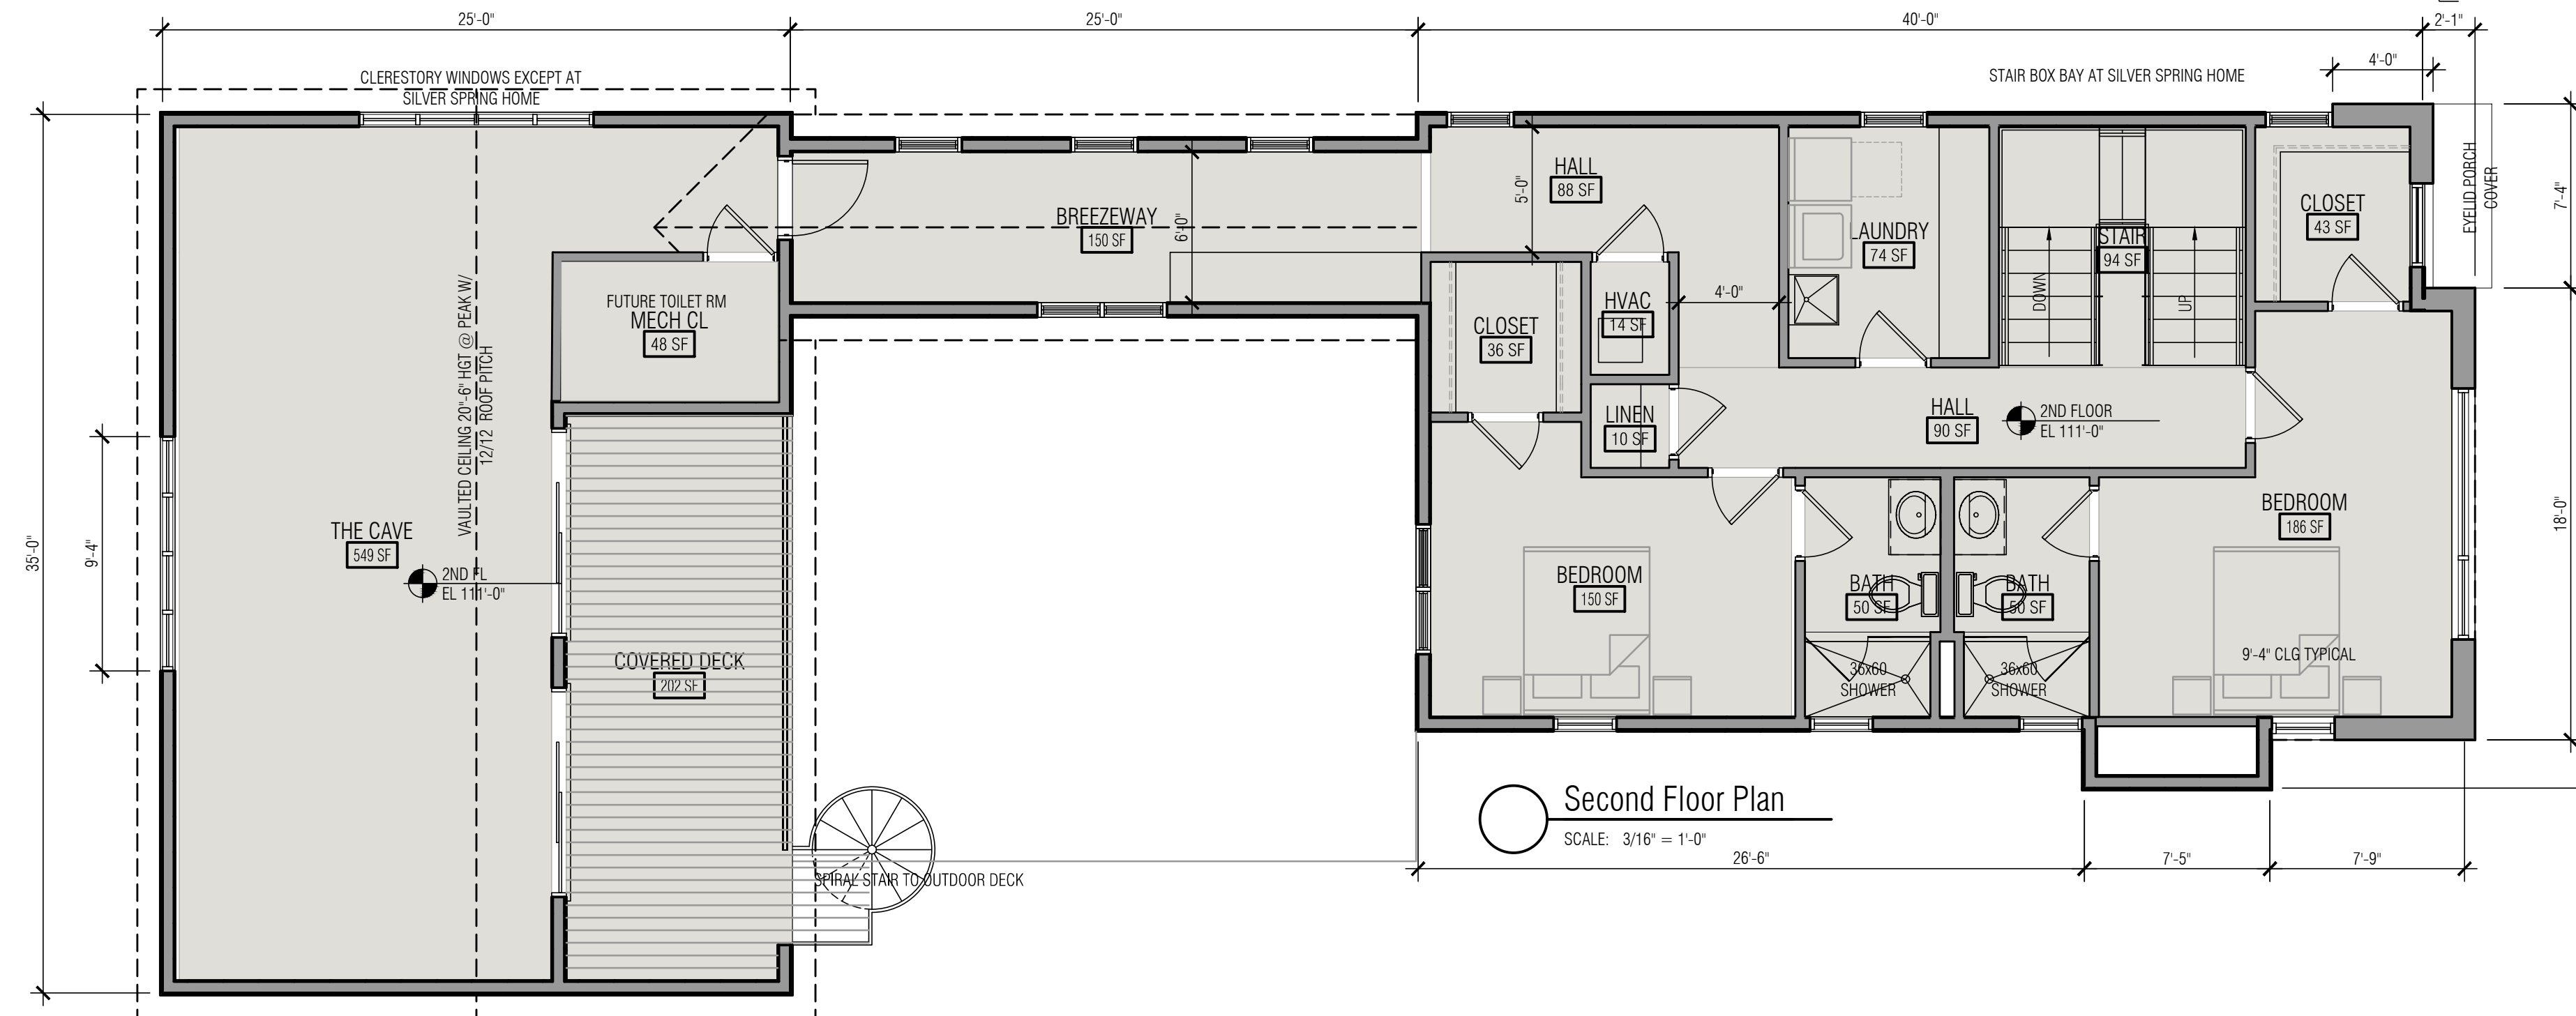 25'-0"
25'-0"
40'-0"
2'-1"
4'-0"
CLERESTORY WINDOWS EXCEPT AT
SILVER SPRING HOME
STAIR BOX BAY AT SILVER SPRING HOME
EYELID PORCH
COVER
7'-4"
18'-0"
35'-0"
9'-4"
VAULTED CEILING 20'-6" HGT @ PEAK W/
12/12 ROOF PITCH
THE CAVE
549 SF
2ND FL
EL 111'-0"
FUTURE TOILET RM
MECH CL
48 SF
COVERED DECK
202 SF
SPIRAL STAIR TO OUTDOOR DECK
BREEZEWAY
150 SF
6'-0"
HALL
88 SF
5'-0"
CLOSET
36 SF
HVAC
14 SF
4'-0"
LINEN
10 SF
LAUNDRY
74 SF
STAIR
94 SF
DOWN
UP
CLOSET
43 SF
HALL
90 SF
2ND FLOOR
EL 111'-0"
BEDROOM
150 SF
BATH
50 SF
36x60
SHOWER
BATH
50 SF
36x60
SHOWER
BEDROOM
186 SF
9'-4" CLG TYPICAL
Second Floor Plan
SCALE: 3/16" = 1'-0"
26'-6"
7'-5"
7'-9"